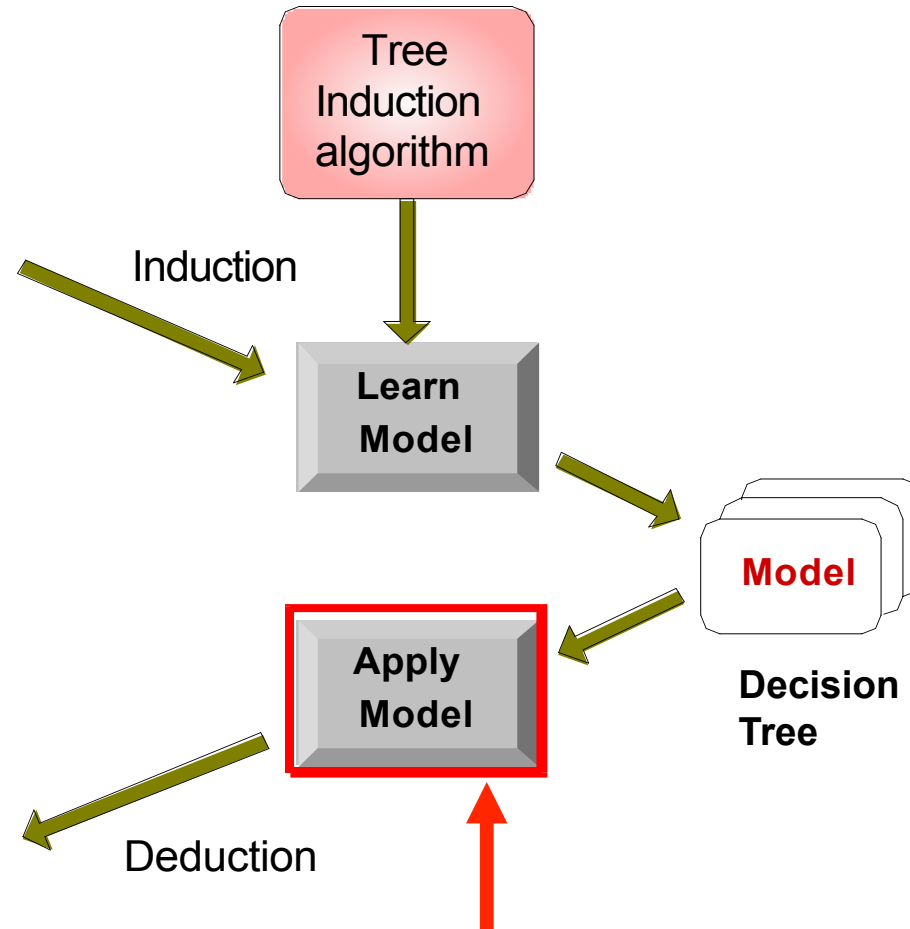 Tree
Induction
algorithm
Induction
Learn
Model
Model
Apply
Model
Decision
Tree
Deduction